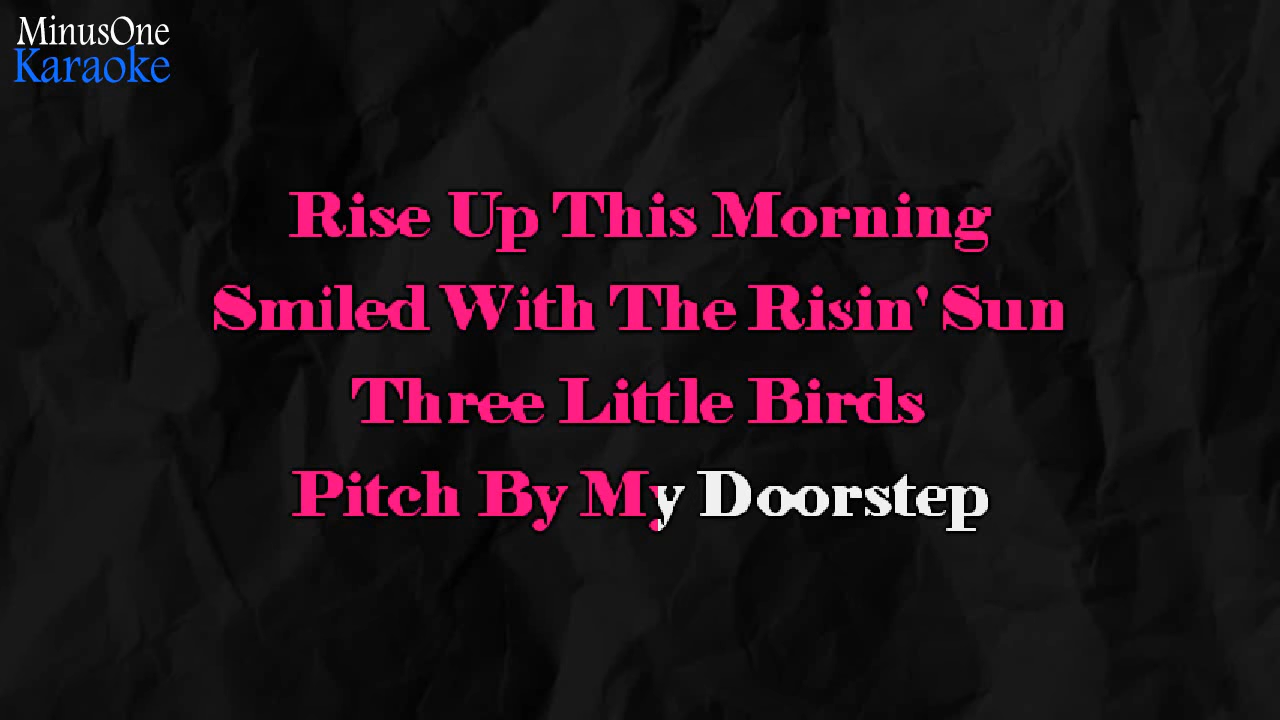 MinusOne
Karaoke
Rise Up This Morning
Smiled With The Risin' Sun
Three Little Birds
Pitch By My Doorstep